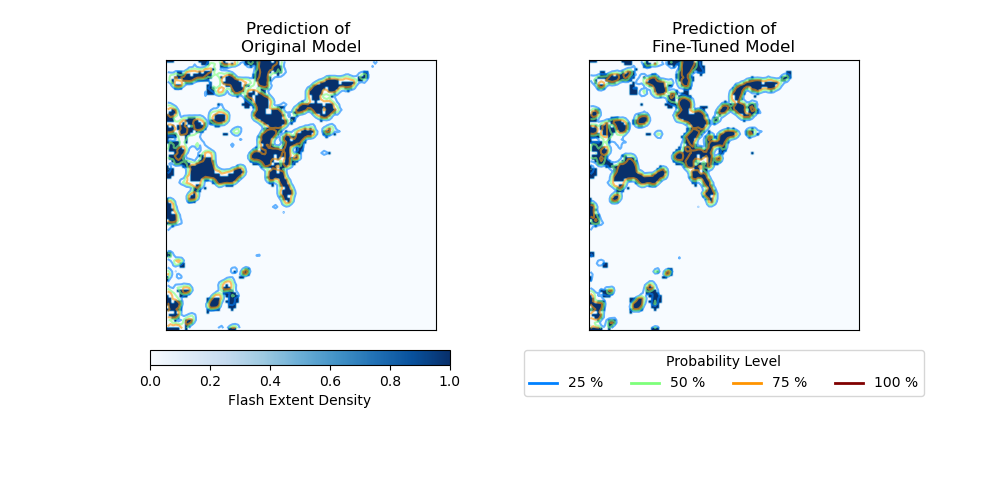 Prediction of
Original Model
Prediction of
Fine-Tuned Model
0.0 0.2 0.4 0.6 0.8 1.0
Flash Extent Density
Probability Level
25 % 50 % 75 % 100 %